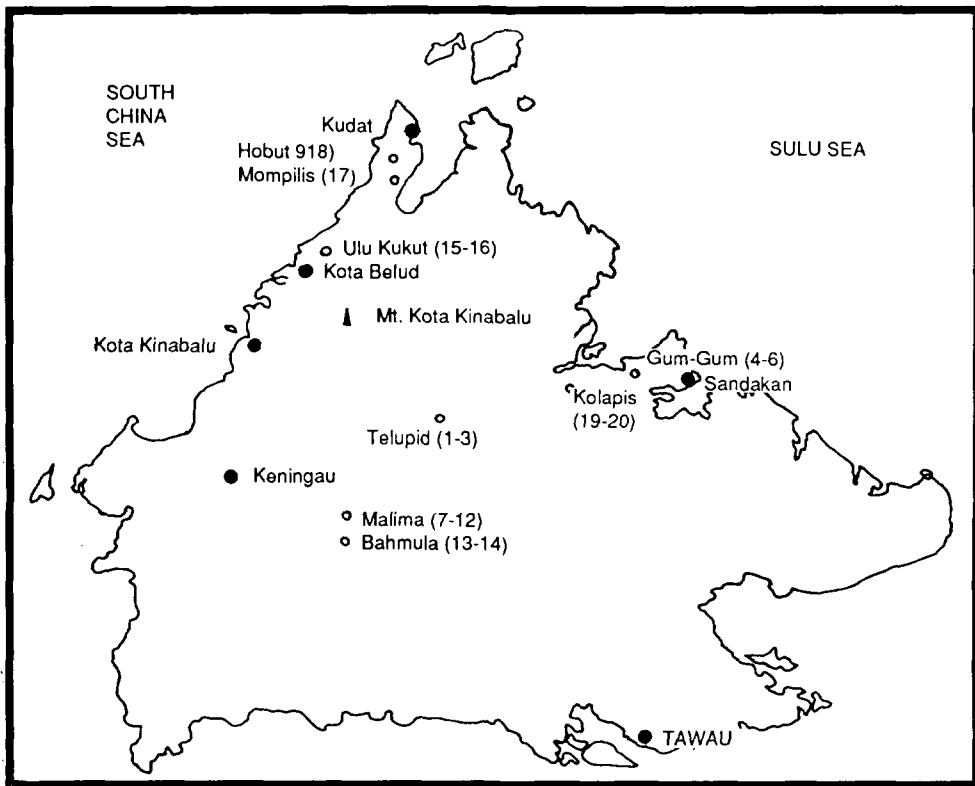 SOUTH
CHINA
SEA
Kudat
Hobut 918)
Mompilis (17)
SULU SEA
Ulu Kukut (15-16)
Kota Belud
Mt. Kota Kinabalu
Kota Kinabalu
Gum-Gum (4-6)
Sandakan
Kolapis
(19-20)
Telupid (1-3)
Keningau
Malima (7-12)
Bahmula (13-14)
TAWAU